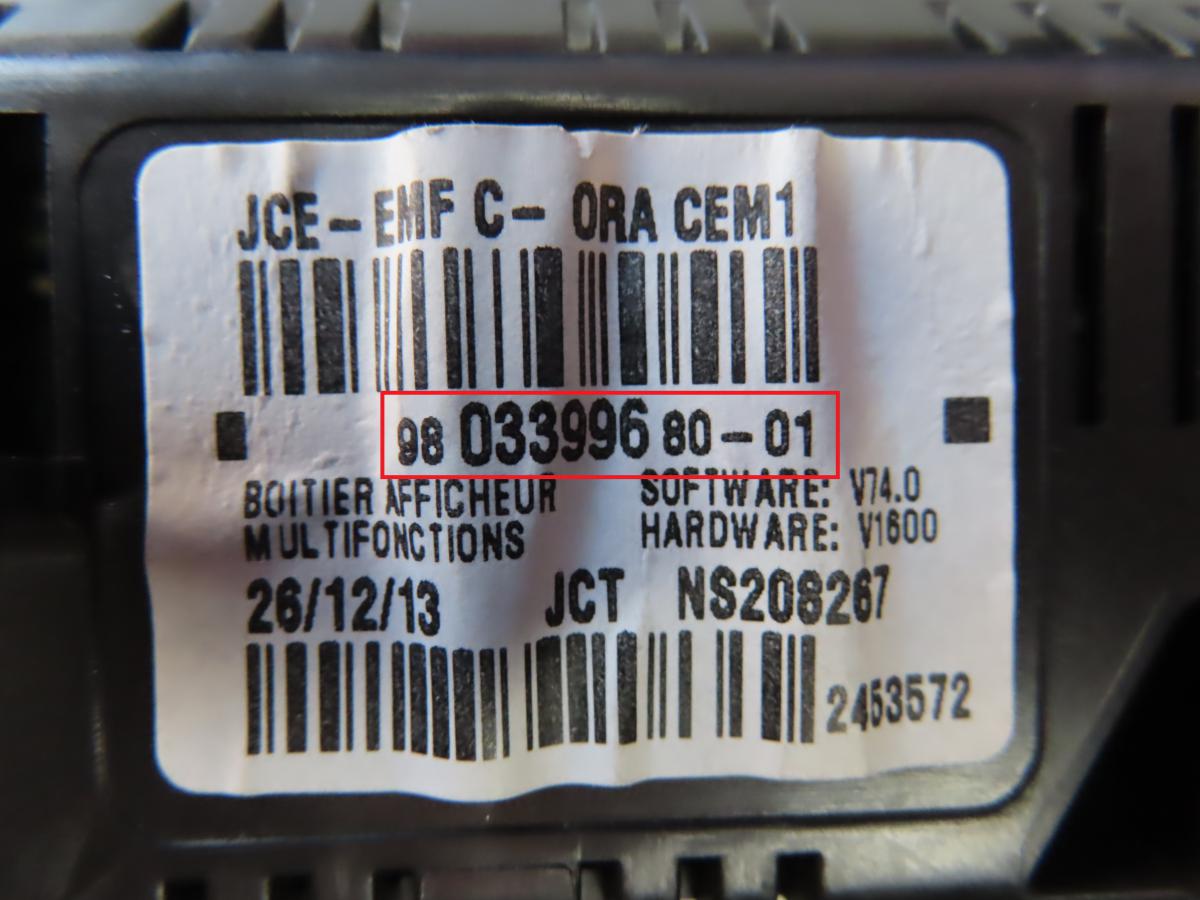 JCE-EMF C- ORA CEM1
98 033996 80-01
BOITIER AFFICHEUR SOFTWARE: V74.0
MULTIFONCTIONS HARDWARE: V1600
26/12/13 JCT NS208267
2453572